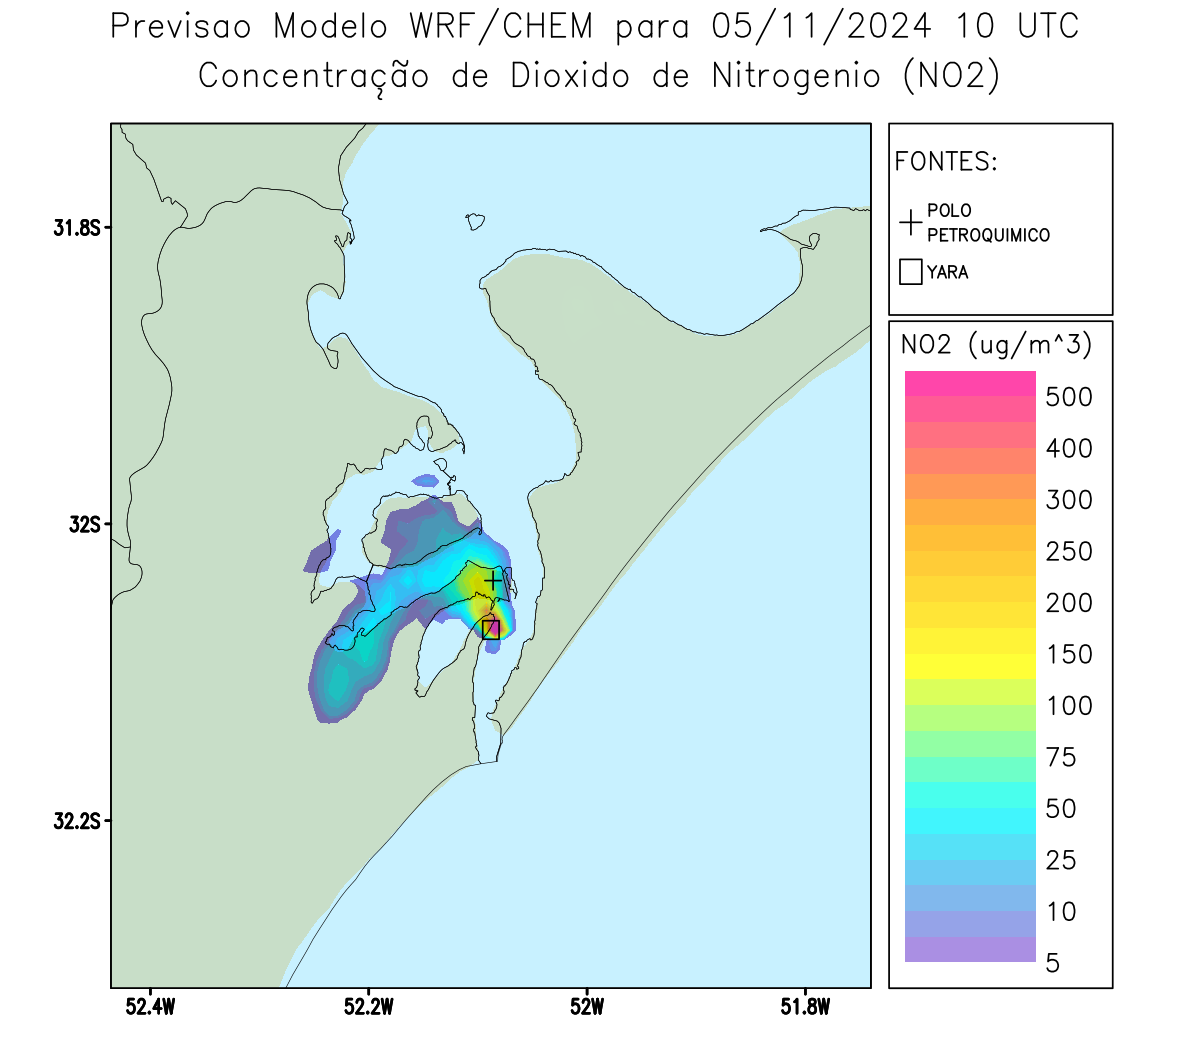 Previsao Modelo WRF/CHEM para 05/11/2024 10 UTC
Concentração de Dioxido de Nitrogenio (NO2)
FONTES:
POLO
PETROQUIMICO
YARA
NO2 (ug/m^3)
500
400
300
250
200
150
100
75
50
25
10
5
31.8S
32S
32.2S
52.4W
52.2W
52W
51.8W